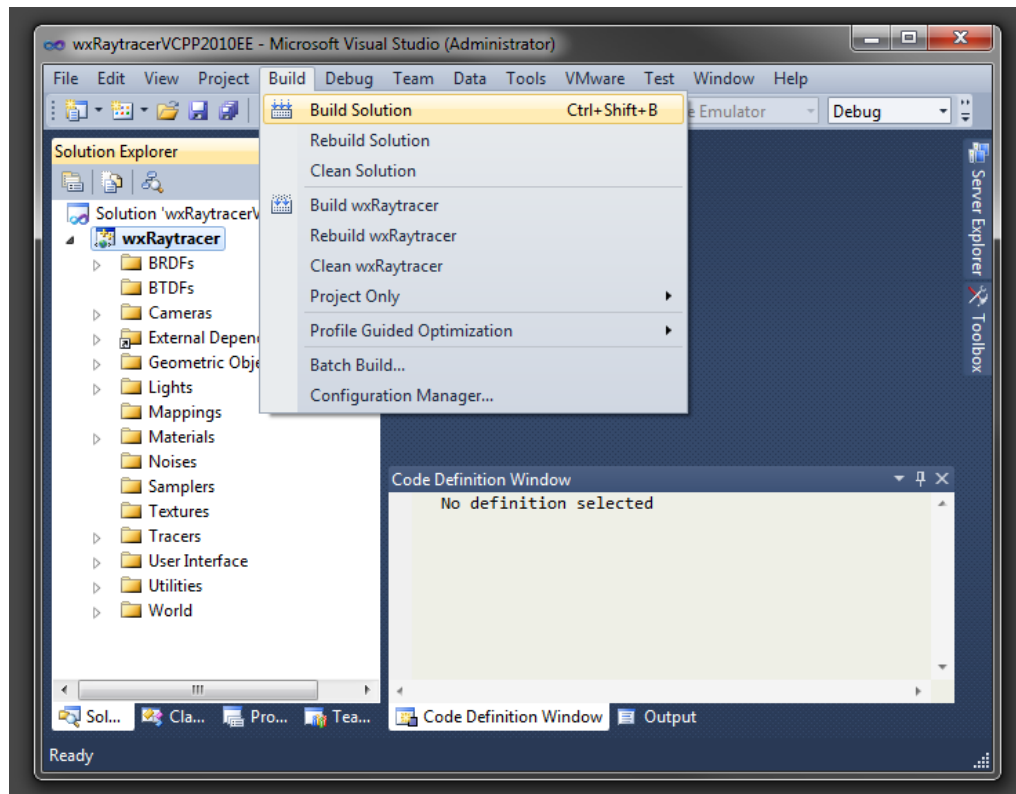 wxRaytracerVCPP2010EE - Microsoft Visual Studio (Administrator)
File Edit View Project Build Debug Team Data Tools VMware Test Window Help
Build Solution Ctrl+Shift+B
Emulator Debug
Rebuild Solution
Clean Solution
Build wxRaytracer
Rebuild wxRaytracer
Clean wxRaytracer
Project Only
Profile Guided Optimization
Batch Build...
Configuration Manager...
Solution Explorer
Solution 'wxRaytracerV
wxRaytracer
BRDFs
BTDFs
Cameras
External Depen
Geometric Obje
Lights
Mappings
Materials
Noises
Samplers
Textures
Tracers
User Interface
Utilities
World
Sol... Cla... Pro... Tea...
Code Definition Window
No definition selected
Code Definition Window Output
Server Explorer
Toolbox
Ready